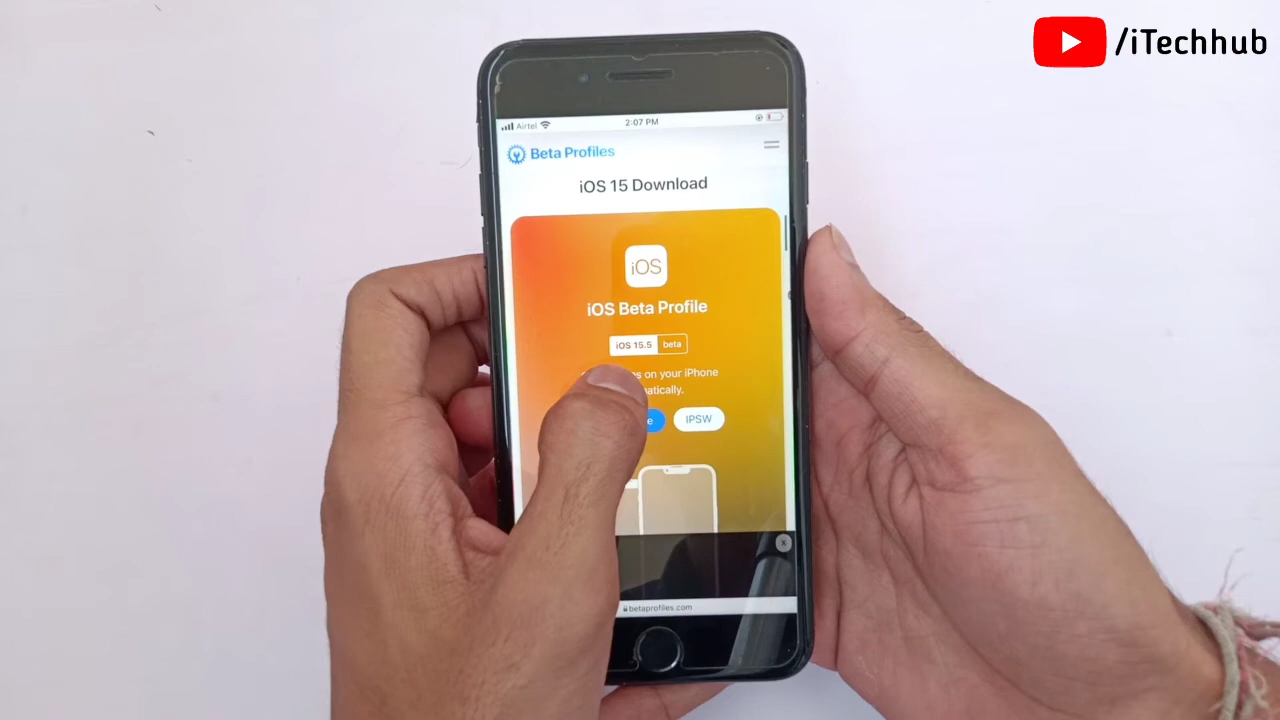 /iTechhub
Airtel 2:07 PM
Beta Profiles
iOS 15 Download
iOS
iOS Beta Profile
iOS 15.5 beta
on your iPhone
IPSW
x
betaprofiles.com